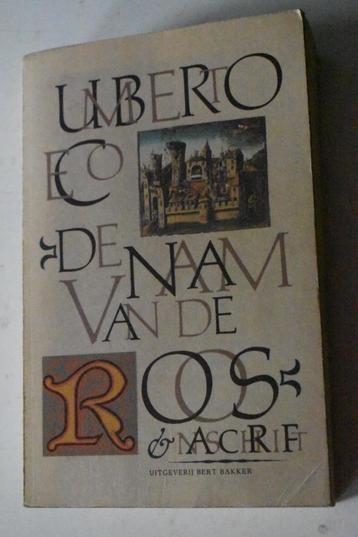 UMBERTO
ECO
DE NAAM
VAN DE
ROOS
& NASCHRIFT
UITGEVERIJ BERT BAKKER